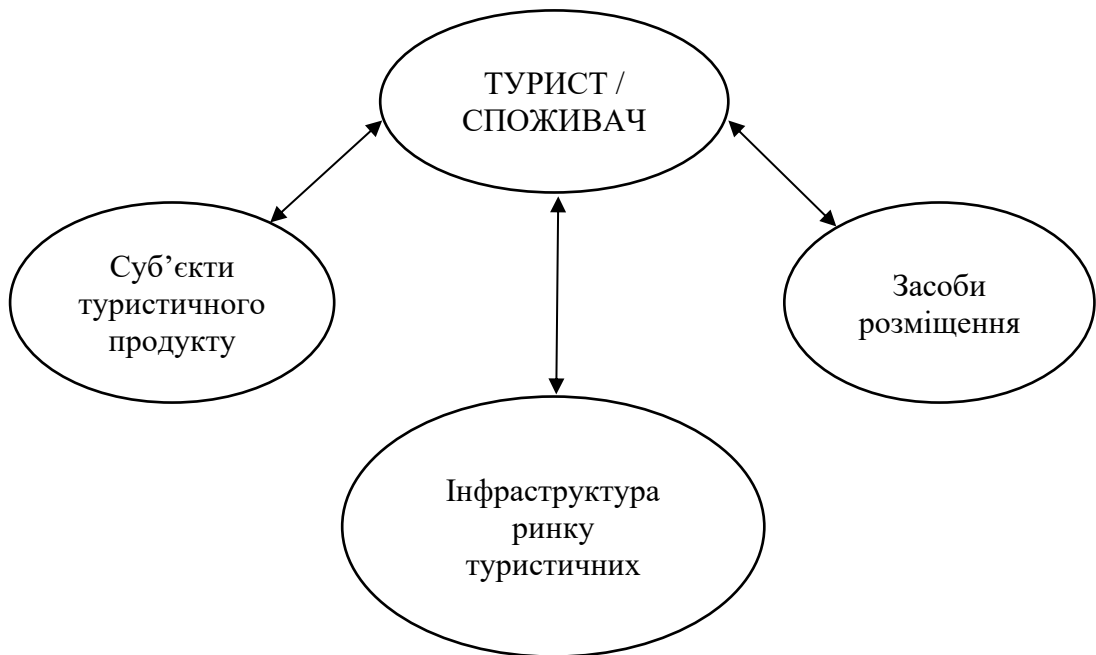 ТУРИСТ /
СПОЖИВАЧ
Суб’єкти
туристичного
продукту
Засоби
розміщення
Інфраструктура
ринку
туристичних